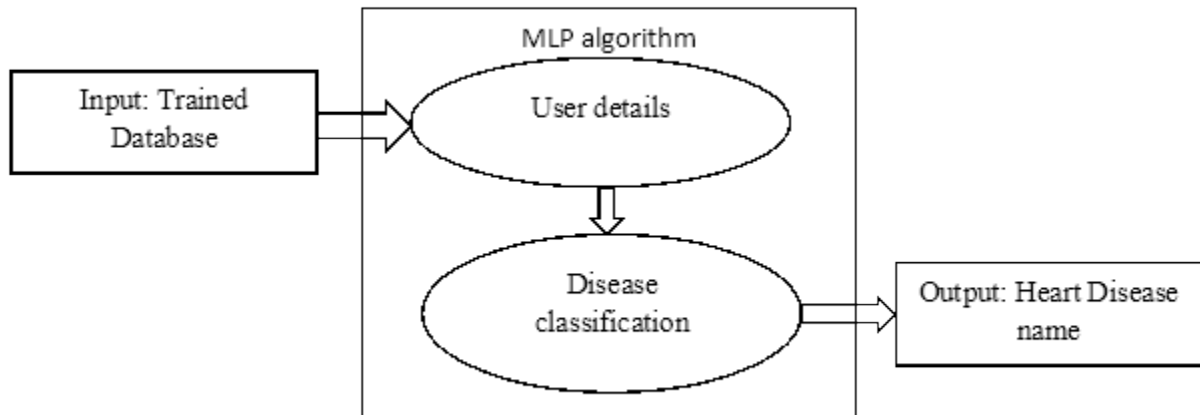 MLP algorithm
Input: Trained
Database
User details
Disease
classification
Output: Heart Disease
name